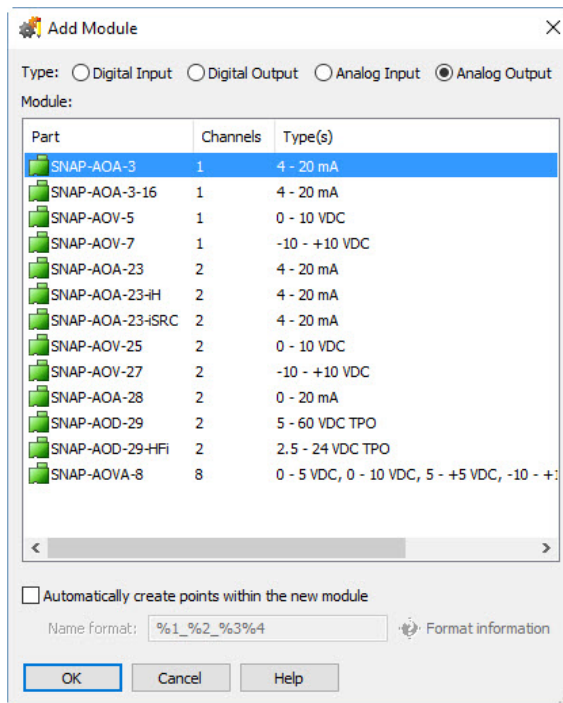 Add Module
Type: Digital Input Digital Output Analog Input Analog Output
Module:
Part Channels Type(s)
SNAP-AOA-3 1 4 - 20 mA
SNAP-AOA-3-16 1 4 - 20 mA
SNAP-AOV-5 1 0 - 10 VDC
SNAP-AOV-7 1 -10 - +10 VDC
SNAP-AOA-23 2 4 - 20 mA
SNAP-AOA-23-iH 2 4 - 20 mA
SNAP-AOA-23-iSRC 2 4 - 20 mA
SNAP-AOV-25 2 0 - 10 VDC
SNAP-AOV-27 2 -10 - +10 VDC
SNAP-AOA-28 2 0 - 20 mA
SNAP-AOD-29 2 5 - 60 VDC TPO
SNAP-AOD-29-HFi 2 2.5 - 24 VDC TPO
SNAP-AOVA-8 8 0 - 5 VDC, 0 - 10 VDC, 5 - +5 VDC, -10 -
Automatically create points within the new module
Name format: %1_%2_%3%4 Format information
OK Cancel Help